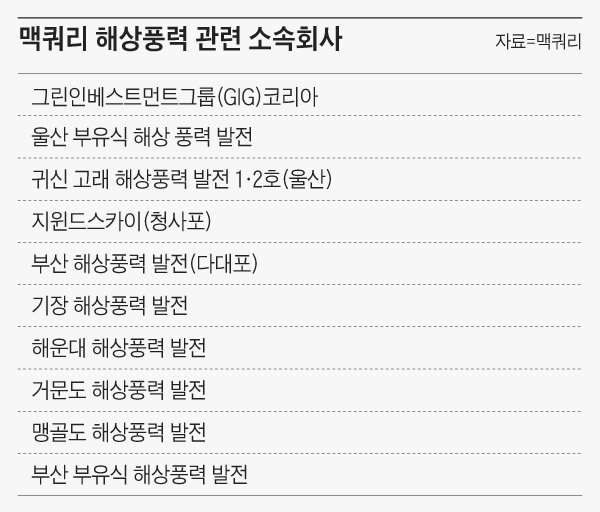 맥쿼리 해상풍력 관련 소속회사
자료=맥쿼리
그린인베스트먼트그룹(GIG)코리아
울산 부유식 해상 풍력 발전
귀신 고래 해상풍력 발전 1·2호(울산)
지윈드스카이(청사포)
부산 해상풍력 발전(다대포)
기장 해상풍력 발전
해운대 해상풍력 발전
거문도 해상풍력 발전
맹골도 해상풍력 발전
부산 부유식 해상풍력 발전